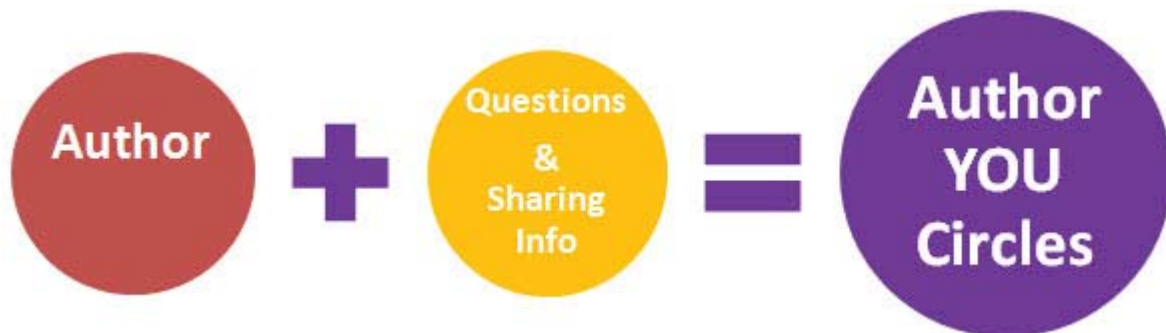 Author
Questions
&
Sharing
Info
Author
YOU
Circles